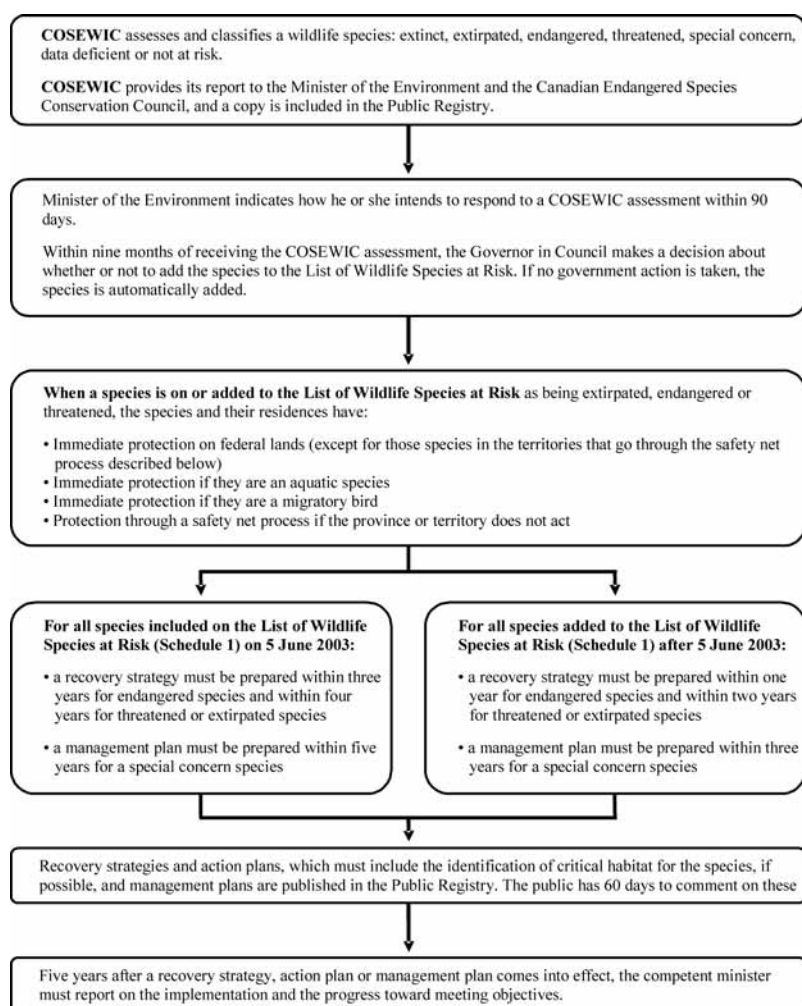 COSEWIC assesses and classifies a wildlife species: extinct, extirpated, endangered, threatened, special concern,
data deficient or not at risk.
COSEWIC provides its report to the Minister of the Environment and the Canadian Endangered Species
Conservation Council, and a copy is included in the Public Registry.
Minister of the Environment indicates how he or she intends to respond to a COSEWIC assessment within 90
days.
Within nine months of receiving the COSEWIC assessment, the Governor in Council makes a decision about
whether or not to add the species to the List of Wildlife Species at Risk. If no government action is taken, the
species is automatically added.
When a species is on or added to the List of Wildlife Species at Risk as being extirpated, endangered or
threatened, the species and their residences have:
• Immediate protection on federal lands (except for those species in the territories that go through the safety net
process described below)
• Immediate protection if they are an aquatic species
• Immediate protection if they are a migratory bird
• Protection through a safety net process if the province or territory does not act
For all species included on the List of Wildlife
Species at Risk (Schedule 1) on 5 June 2003:
• a recovery strategy must be prepared within three
years for endangered species and within four
years for threatened or extirpated species
• a management plan must be prepared within five
years for a special concern species
For all species added to the List of Wildlife
Species at Risk (Schedule 1) after 5 June 2003:
• a recovery strategy must be prepared within one
year for endangered species and within two years
for threatened or extirpated species
• a management plan must be prepared within three
years for a special concern species
Recovery strategies and action plans, which must include the identification of critical habitat for the species, if
possible, and management plans are published in the Public Registry. The public has 60 days to comment on these
Five years after a recovery strategy, action plan or management plan comes into effect, the competent minister
must report on the implementation and the progress toward meeting objectives.